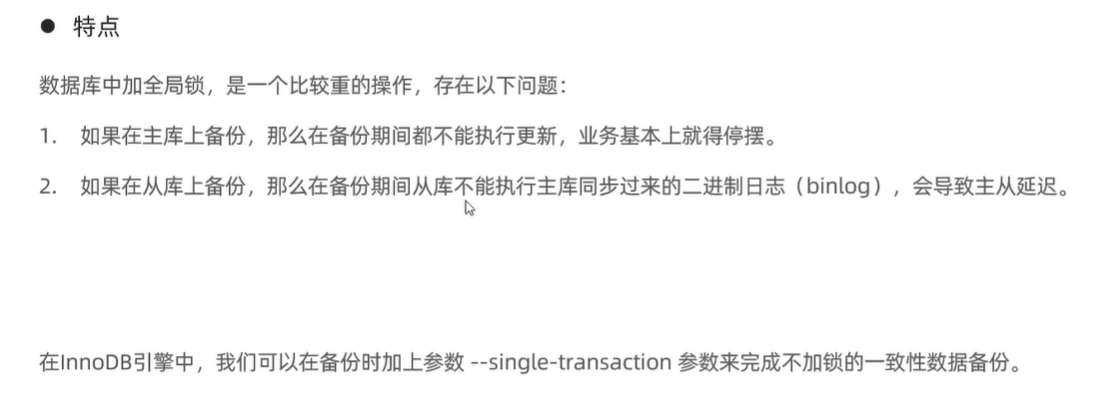 ● 特点
数据库中加全局锁，是一个比较重的操作，存在以下问题：
1. 如果在主库上备份，那么在备份期间都不能执行更新，业务基本上就得停摆。
2. 如果在从库上备份，那么在备份期间从库不能执行主库同步过来的二进制日志（binlog），会导致主从延迟。
在InnoDB引擎中，我们可以在备份时加上参数 --single-transaction 参数来完成不加锁的一致性数据备份。